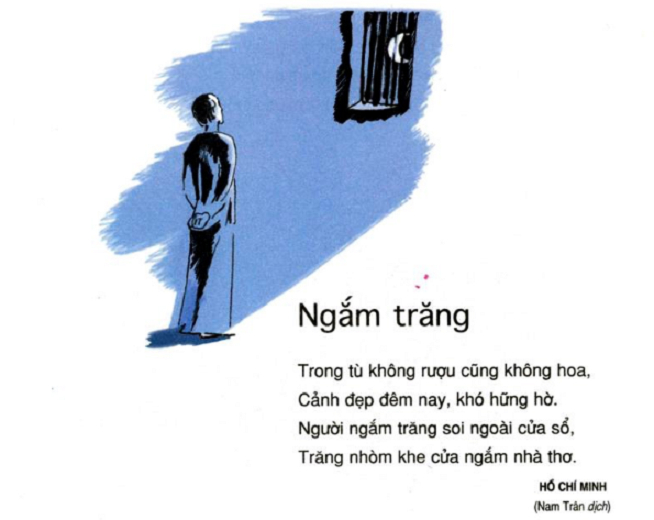 Ngắm trăng
Trong tù không rượu cũng không hoa,
Cảnh đẹp đêm nay, khó hững hờ.
Người ngắm trăng soi ngoài cửa sổ,
Trăng nhòm khe cửa ngắm nhà thơ.
HỒ CHÍ MINH
(Nam Trân dịch)